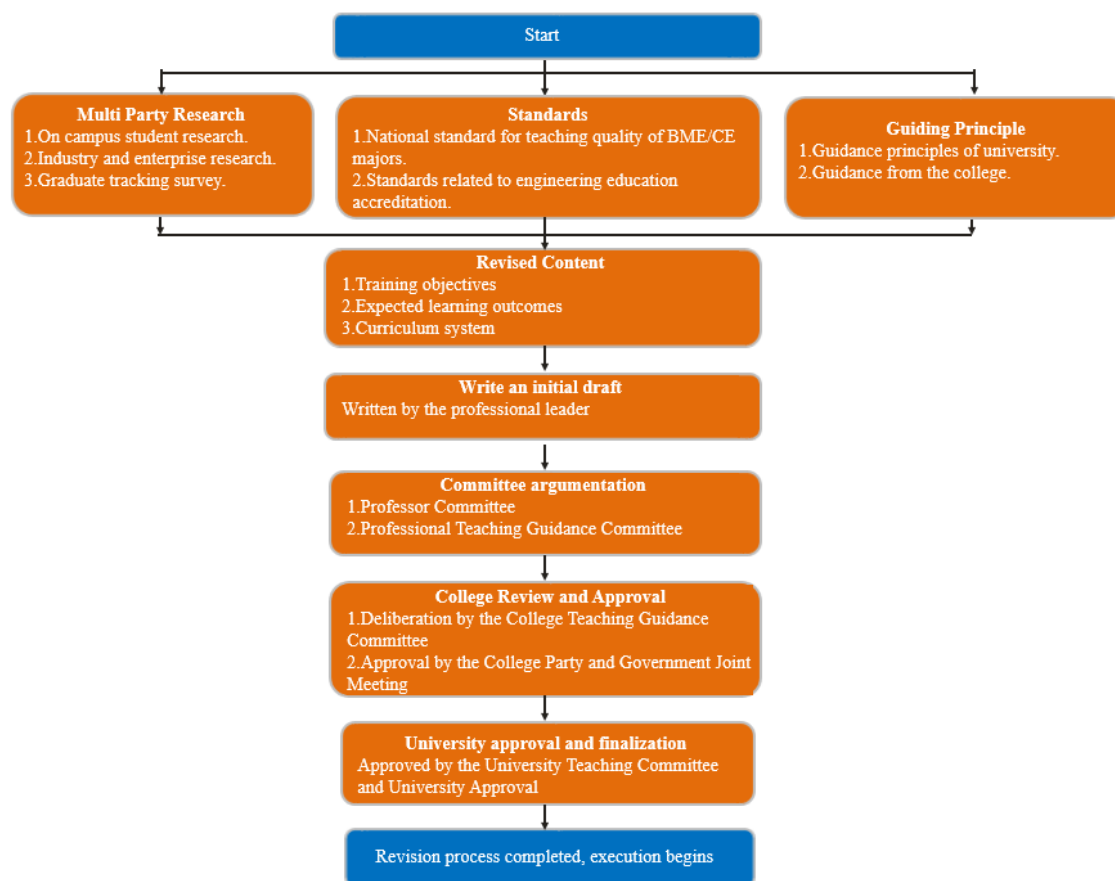 Start
Multi Party Research
1.On campus student research.
2.Industry and enterprise research.
3.Graduate tracking survey.
Standards
1.National standard for teaching quality of BME/CE
majors.
2.Standards related to engineering education
accreditation.
Guiding Principle
1.Guidance principles of university.
2.Guidance from the college.
Revised Content
1.Training objectives
2.Expected learning outcomes
3.Curriculum system
Write an initial draft
Written by the professional leader
Committee argumentation
1.Professor Committee
2.Professional Teaching Guidance Committee
College Review and Approval
1.Deliberation by the College Teaching Guidance
Committee
2.Approval by the College Party and Government Joint
Meeting
University approval and finalization
Approved by the University Teaching Committee
and University Approval
Revision process completed, execution begins